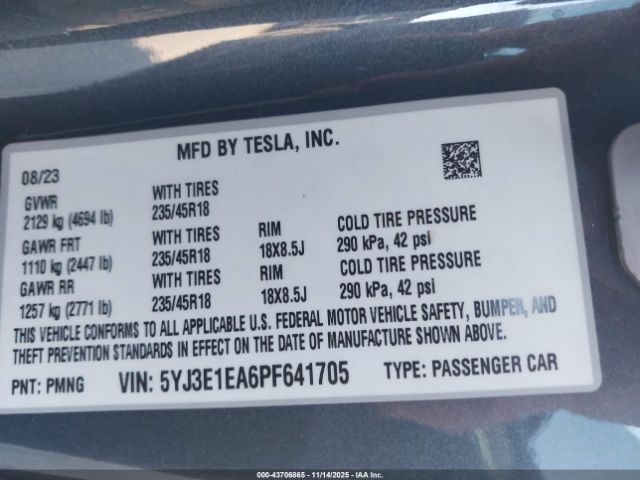 MFD BY TESLA, INC.
08/23
GVWR WITH TIRES
2129 kg (4694 lb) 235/45R18
GAWR FRT WITH TIRES RIM COLD TIRE PRESSURE
1110 kg (2447 lb) 235/45R18 18X8.5J 290 kPa, 42 psi
GAWR RR WITH TIRES RIM COLD TIRE PRESSURE
1257 kg (2771 lb) 235/45R18 18X8.5J 290 kPa, 42 psi
THIS VEHICLE CONFORMS TO ALL APPLICABLE U.S. FEDERAL MOTOR VEHICLE SAFETY, BUMPER, AND
THEFT PREVENTION STANDARDS IN EFFECT ON THE DATE OF MANUFACTURE SHOWN ABOVE.
PNT: PMNG VIN: 5YJ3E1EA6PF641705 TYPE: PASSENGER CAR
000-43706865 - 11/14/2025 - IAA Inc.